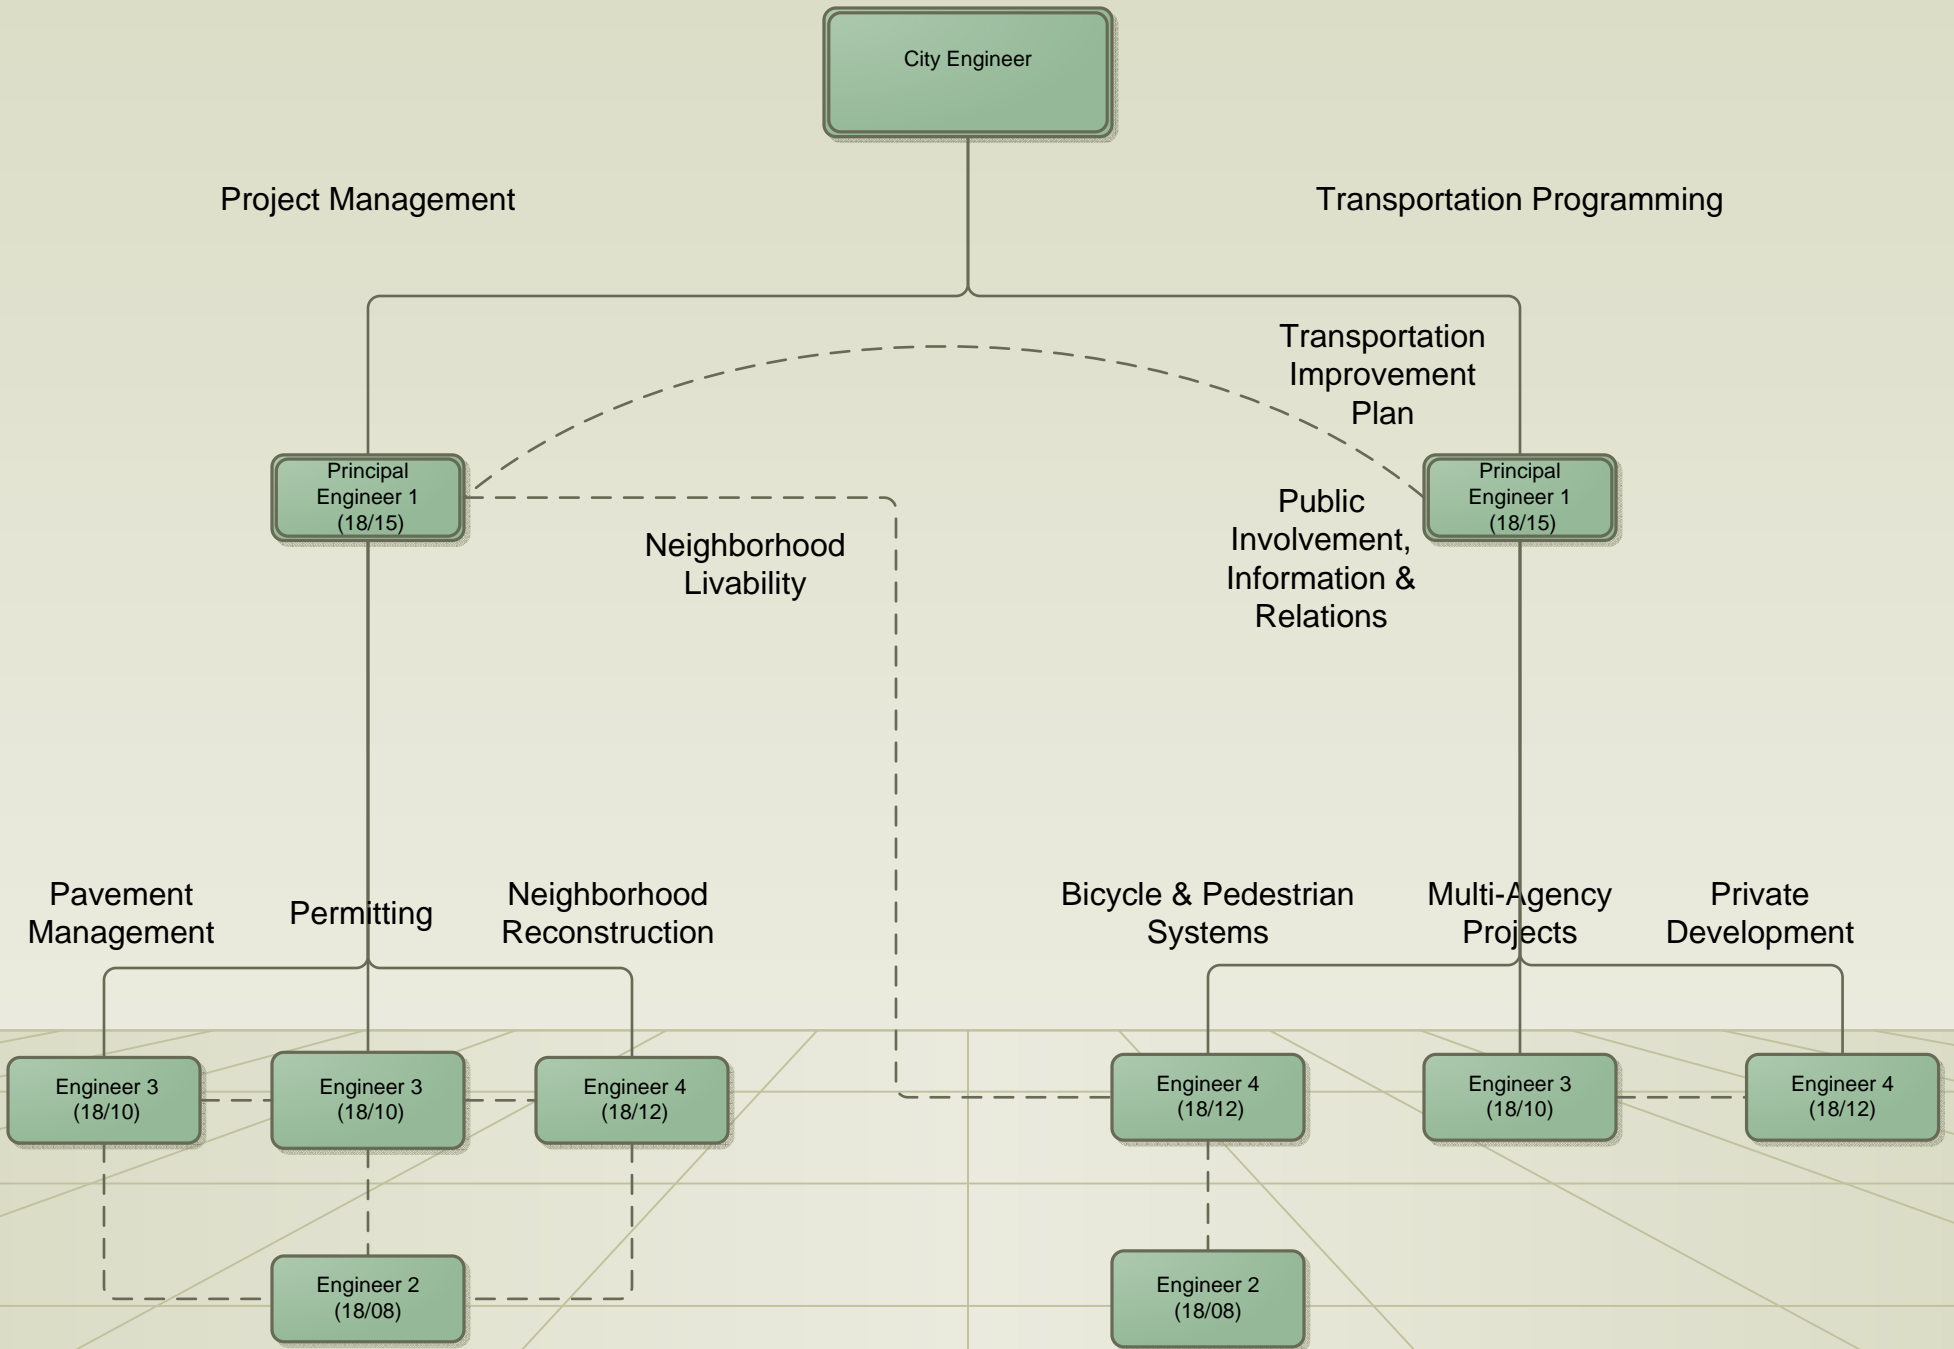 City Engineer
Project Management
Transportation Programming
Transportation
Improvement
Plan
Principal
Engineer 1
(18/15)
Principal
Engineer 1
(18/15)
Neighborhood
Livability
Public
Involvement,
Information &
Relations
Pavement
Management
Permitting
Neighborhood
Reconstruction
Bicycle & Pedestrian
Systems
Multi-Agency
Projects
Private
Development
Engineer 3
(18/10)
Engineer 3
(18/10)
Engineer 4
(18/12)
Engineer 4
(18/12)
Engineer 3
(18/10)
Engineer 4
(18/12)
Engineer 2
(18/08)
Engineer 2
(18/08)